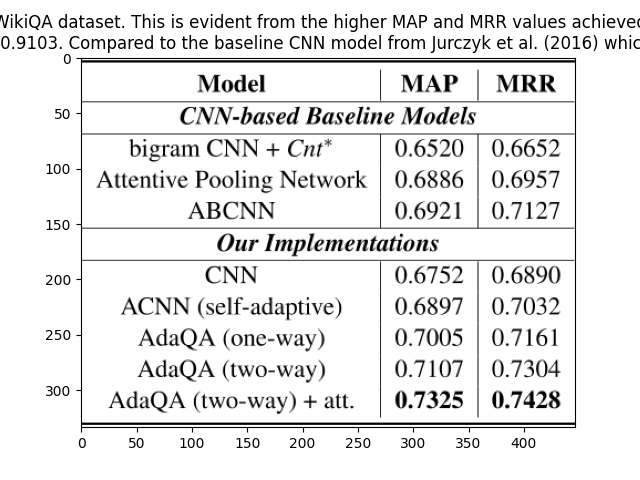 WikiQA dataset. This is evident from the higher MAP and MRR values achieved
0.9103. Compared to the baseline CNN model from Jurczyk et al. (2016) which
0
50
100
150
200
250
300
Model MAP MRR
CNN-based Baseline Models
bigram CNN + Cnt* 0.6520 0.6652
Attentive Pooling Network 0.6886 0.6957
ABCNN 0.6921 0.7127
Our Implementations
CNN 0.6752 0.6890
ACNN (self-adaptive) 0.6897 0.7032
AdaQA (one-way) 0.7005 0.7161
AdaQA (two-way) 0.7107 0.7304
AdaQA (two-way) + att. 0.7325 0.7428
0 50 100 150 200 250 300 350 400